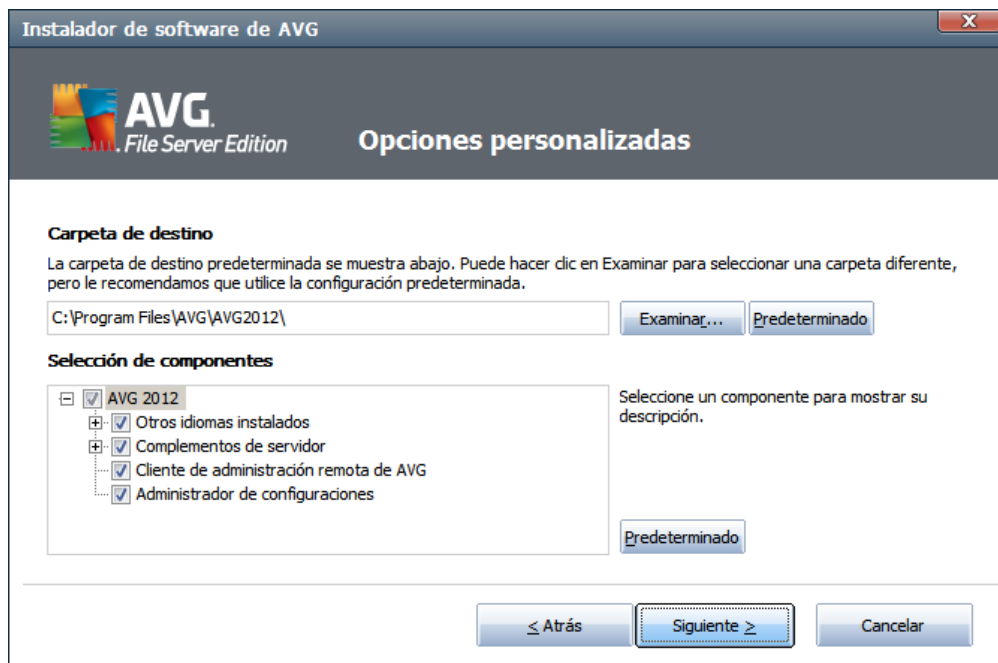 Instalador de software de AVG
X
AVG.
File Server Edition
Opciones personalizadas
Carpeta de destino
La carpeta de destino predeterminada se muestra abajo. Puede hacer clic en Examinar para seleccionar una carpeta diferente,
pero le recomendamos que utilice la configuración predeterminada.
C:\Program Files\AVG\AVG2012\
Examinar...
Predeterminado
Selección de componentes
AVG 2012
Otros idiomas instalados
Complementos de servidor
Cliente de administración remota de AVG
Administrador de configuraciones
Seleccione un componente para mostrar su
descripción.
Predeterminado
< Atrás
Siguiente >
Cancelar